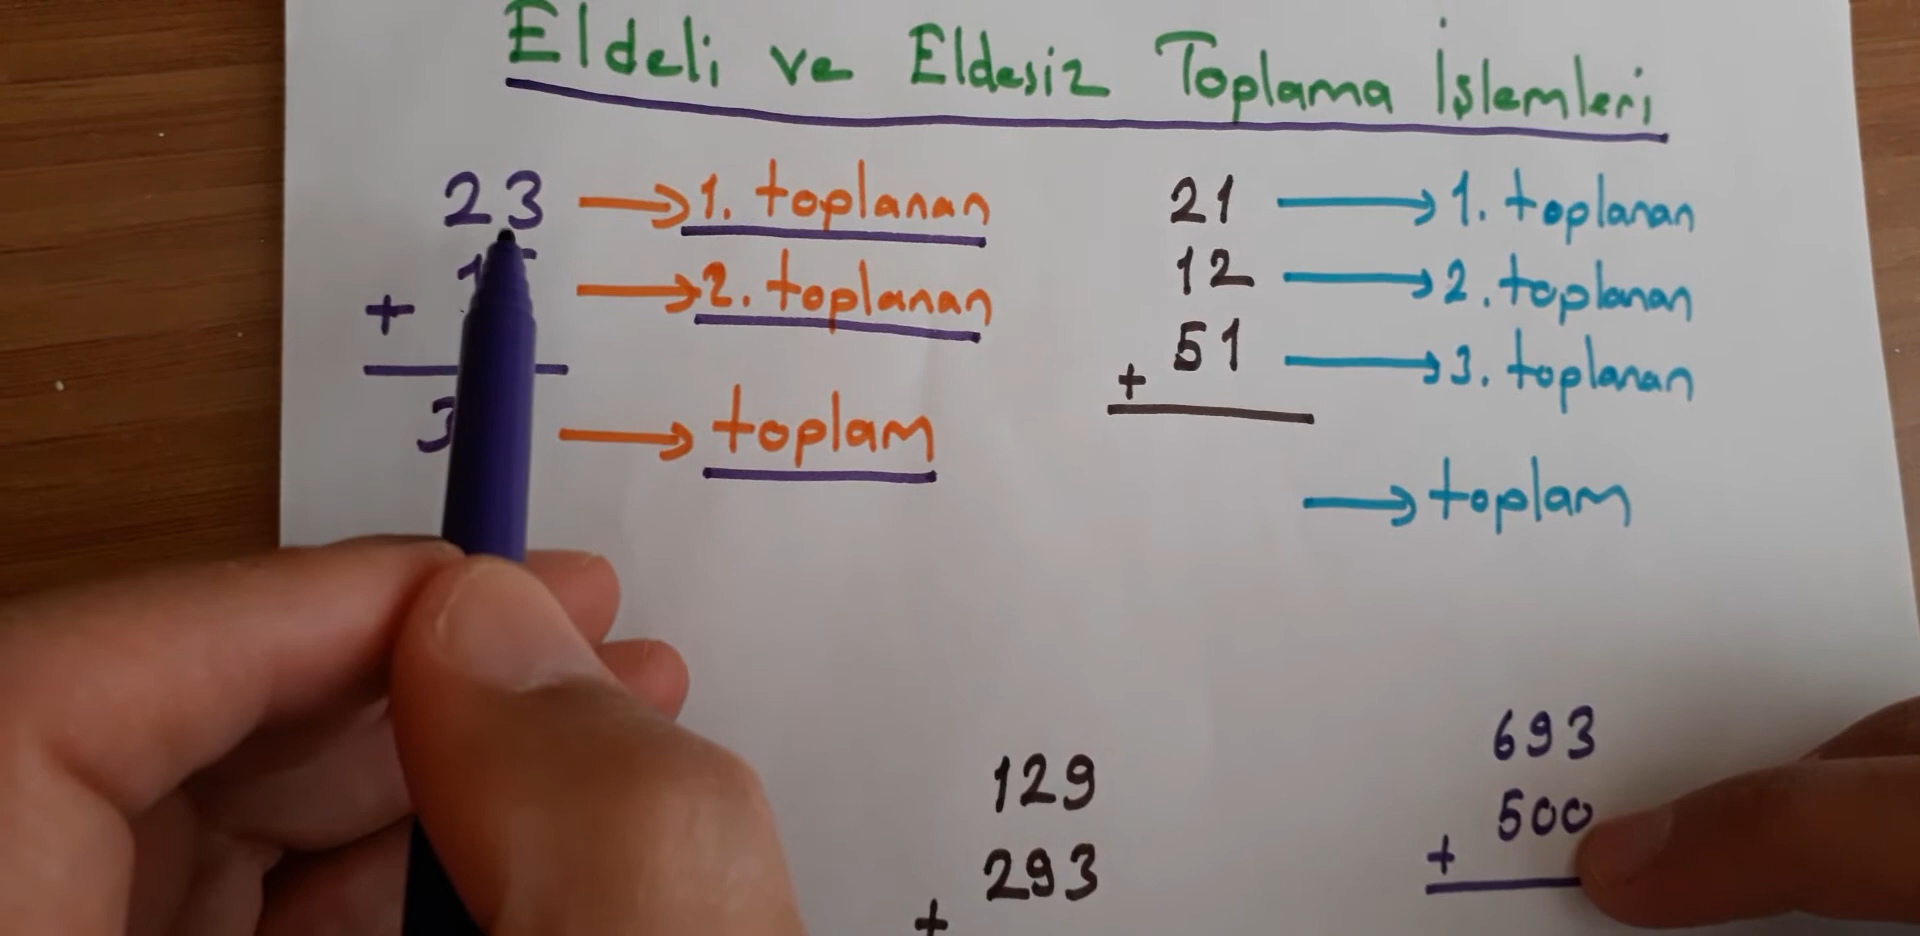 Eldeli ve Eldesiz Toplama İşlemleri
23 → 1. toplanan
+ → 2. toplanan
3 → toplam
21 → 1. toplanan
12 → 2. toplanan
+ 51 → 3. toplanan
→ toplam
129
+ 293
693
+ 500